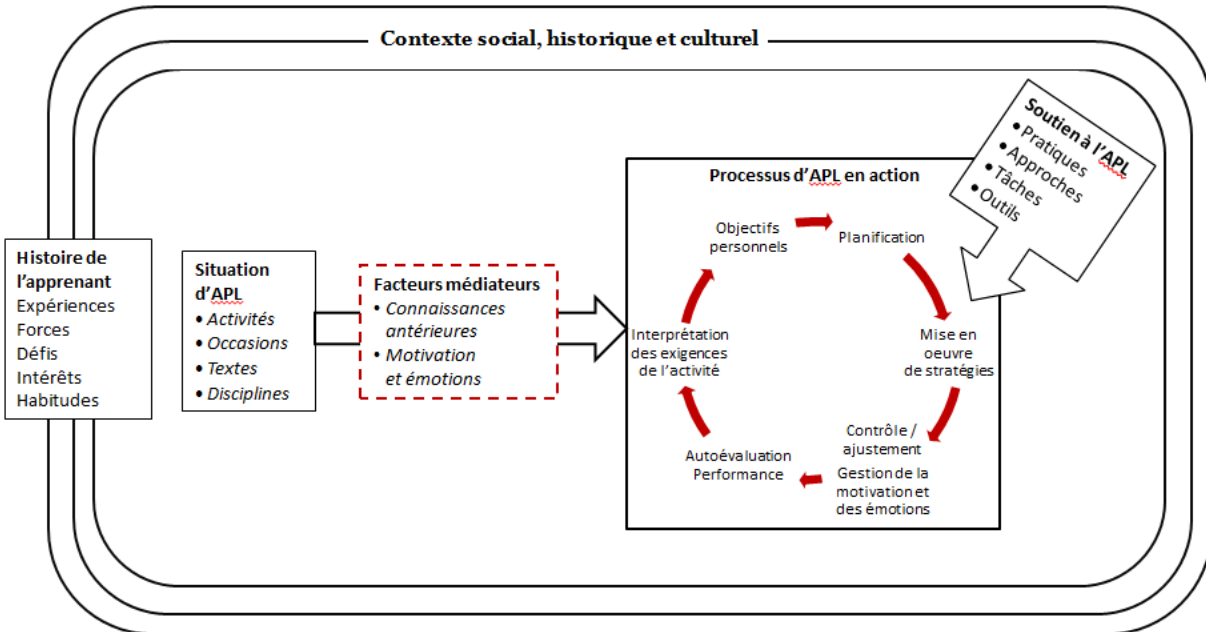 Contexte social, historique et culturel
Histoire de
l’apprenant
Expériences
Forces
Défis
Intérêts
Habitudes
Situation
d’APL
• Activités
• Occasions
• Textes
• Disciplines
Facteurs médiateurs
• Connaissances
antérieures
• Motivation
et émotions
Processus d’APL en action
Objectifs
personnels
Planification
Mise en
oeuvre
de stratégies
Contrôle /
ajustement
Gestion de la
motivation et
des émotions
Autoévaluation
Performance
Interprétation
des exigences
de l’activité
Soutien à l’APL
• Pratiques
• Approches
• Tâches
• Outils